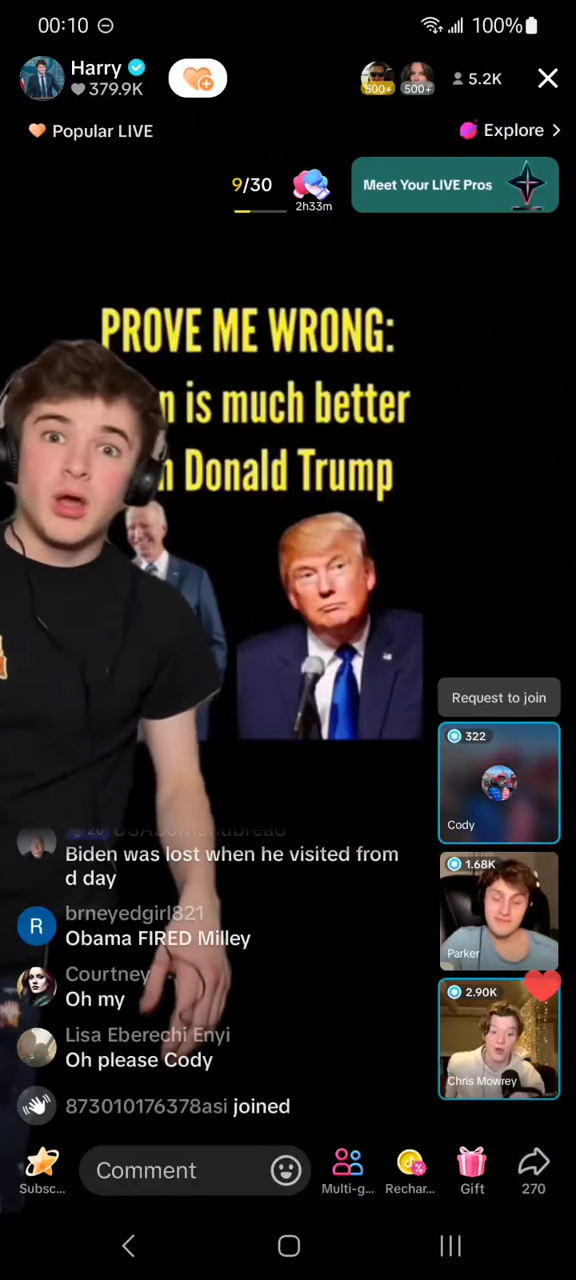 00:10
100%
Harry
379.9K
500+
500+
5.2K
Popular LIVE
Explore >
9/30
2h33m
Meet Your LIVE Pros
PROVE ME WRONG:
n is much better
n Donald Trump
Request to join
322
Cody
1.68K
Parker
2.90K
Chris Mowrey
20
Biden was lost when he visited from
d day
R
brneyedgirl821
Obama FIRED Milley
Courtney
Oh my
Lisa Eberechi Enyi
Oh please Cody
873010176378asi joined
Comment
Subsc...
Multi-g...
Rechar...
Gift
270